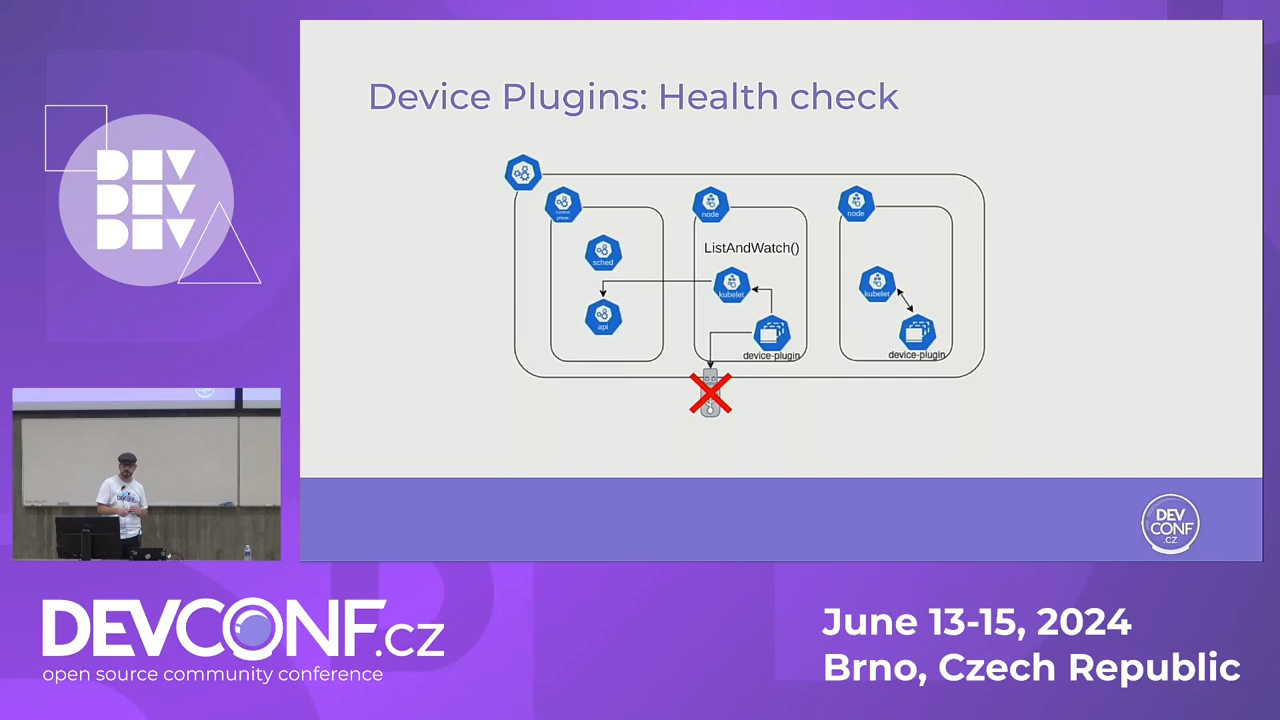 Device Plugins: Health check
DEV
DEV
DEV
control
plane
node
node
ListAndWatch()
sched
kubelet
kubelet
api
device-plugin
device-plugin
DEV
CONF
.CZ
DEVCONF.cz
open source community conference
June 13-15, 2024
Brno, Czech Republic